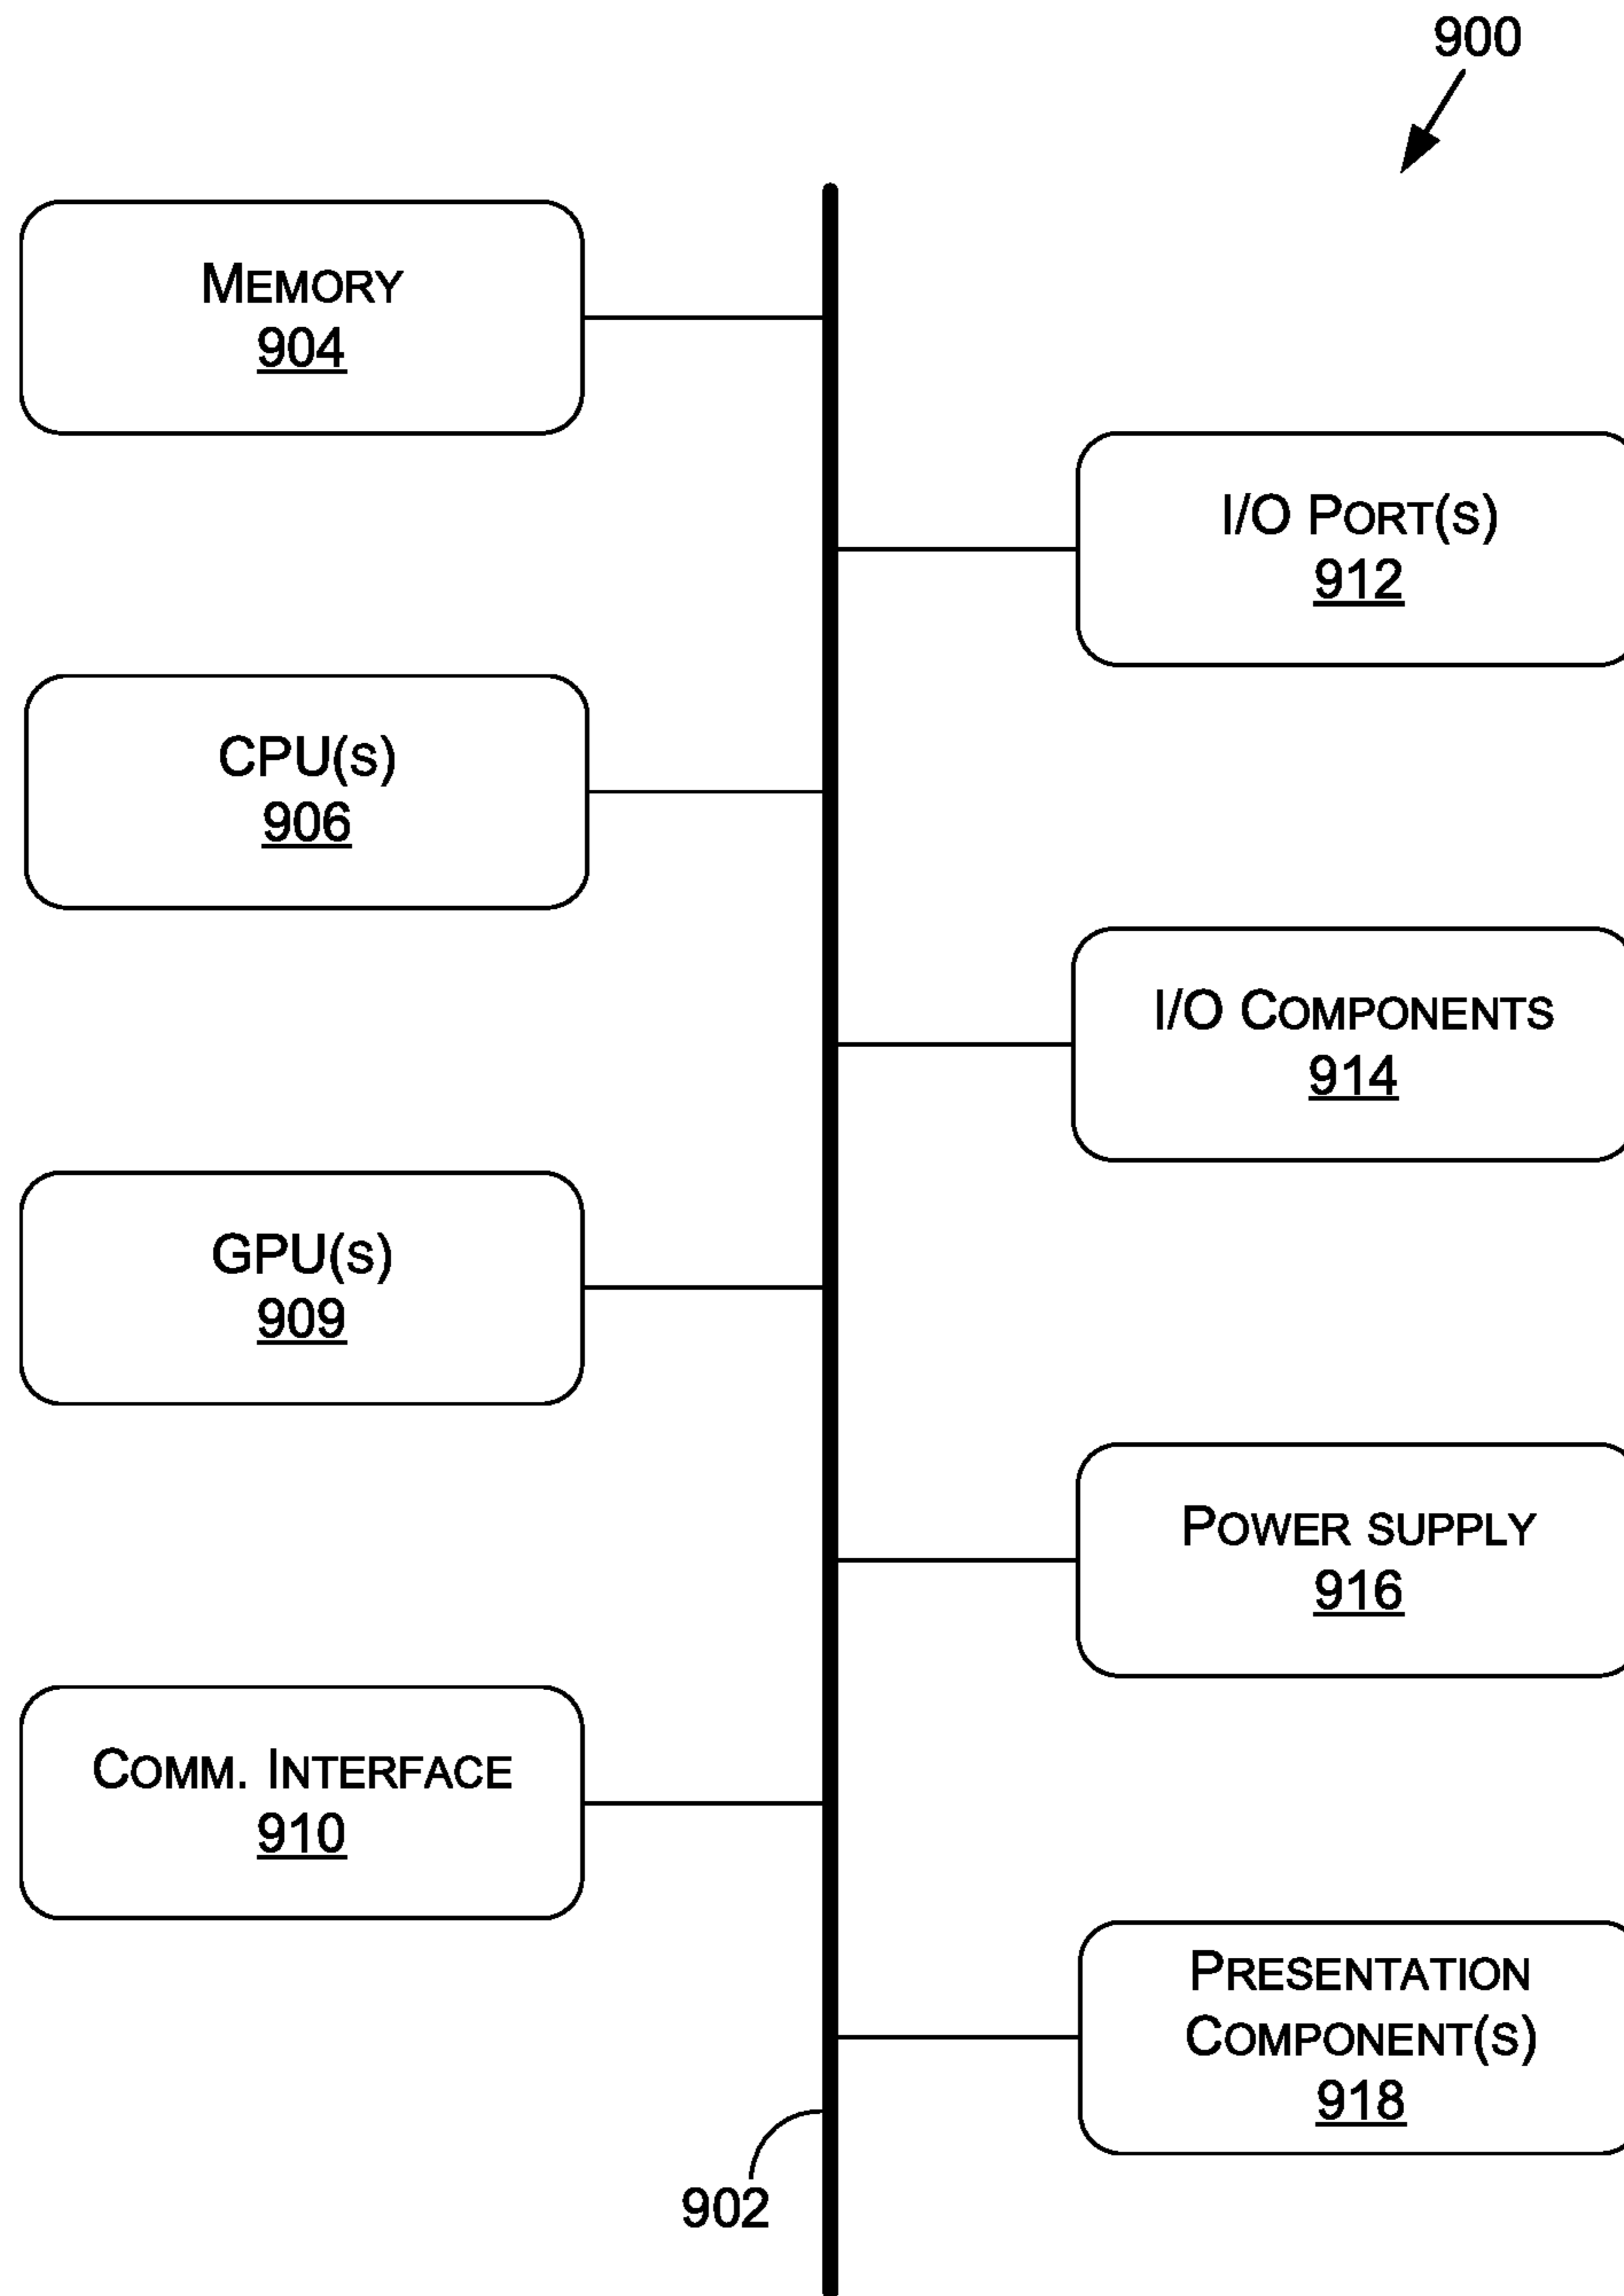 900
MEMORY
904
I/O PORT(S)
912
CPU(S)
906
I/O COMPONENTS
914
GPU(S)
909
POWER SUPPLY
916
COMM. INTERFACE
910
PRESENTATION
COMPONENT(S)
918
902